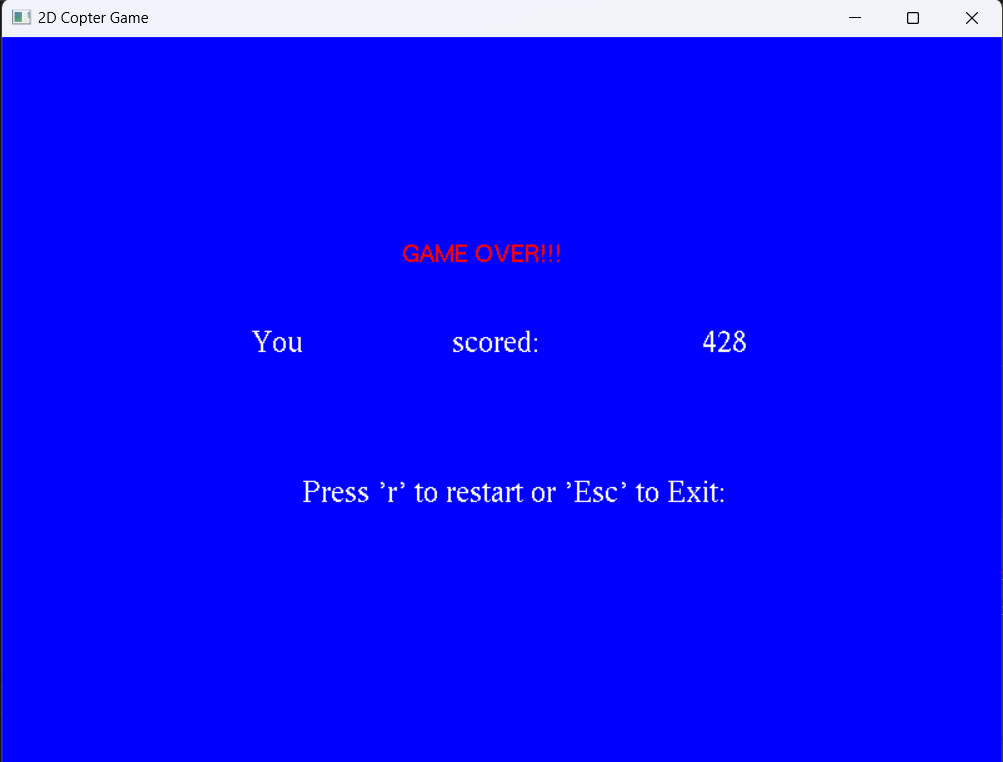 2D Copter Game
GAME OVER!!!
You scored: 428
Press ’r’ to restart or ’Esc’ to Exit: